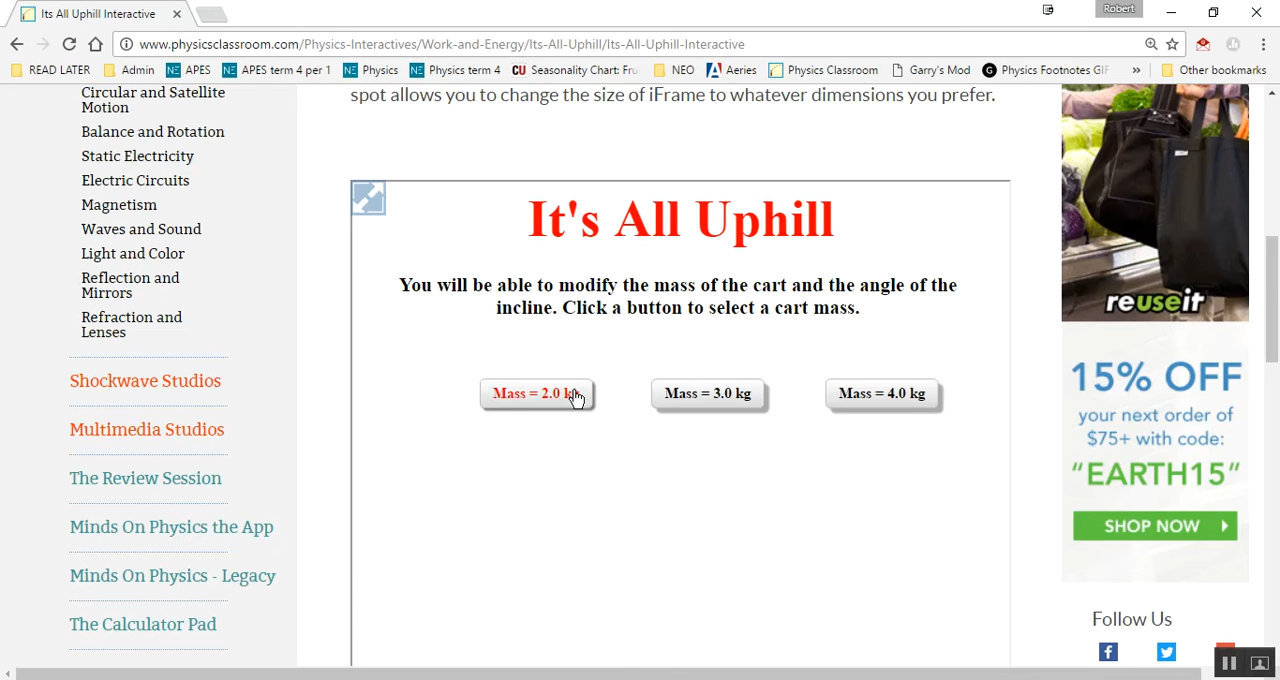 Its All Uphill Interactive
Robert
www.physicsclassroom.com/Physics-Interactives/Work-and-Energy/Its-All-Uphill/Its-All-Uphill-Interactive
READ LATER Admin NE APES NE APES term 4 per 1 NE Physics NE Physics term 4 CU Seasonality Chart: Fru NEO Aeries Physics Classroom Garry's Mod G Physics Footnotes GIF » Other bookmarks
Circular and Satellite
Motion
Balance and Rotation
Static Electricity
Electric Circuits
Magnetism
Waves and Sound
Light and Color
Reflection and
Mirrors
Refraction and
Lenses
Shockwave Studios
Multimedia Studios
The Review Session
Minds On Physics the App
Minds On Physics - Legacy
The Calculator Pad
spot allows you to change the size of iFrame to whatever dimensions you prefer.
It's All Uphill
You will be able to modify the mass of the cart and the angle of the
incline. Click a button to select a cart mass.
Mass = 2.0 kg Mass = 3.0 kg Mass = 4.0 kg
reuseit
15% OFF
your next order of
$75+ with code:
"EARTH15"
SHOP NOW
Follow Us